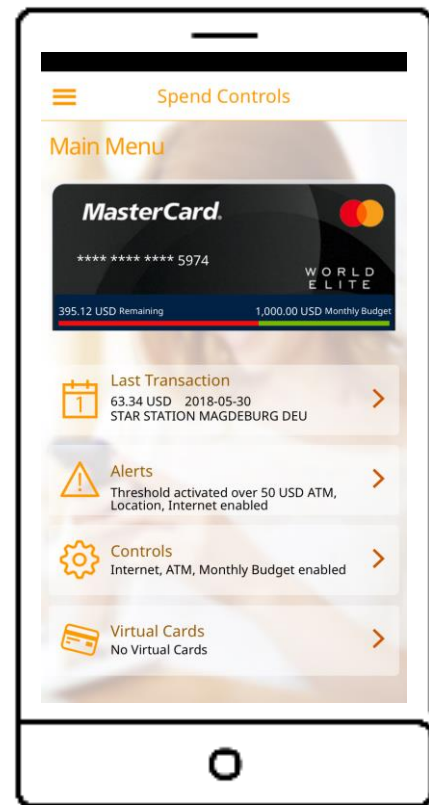 Spend Controls
Main Menu
MasterCard.
**** **** **** 5974
WORLD
ELITE
395.12 USD Remaining 1,000.00 USD Monthly Budget
Last Transaction
1
63.34 USD 2018-05-30
STAR STATION MAGDEBURG DEU
Alerts
Threshold activated over 50 USD ATM,
Location, Internet enabled
Controls
Internet, ATM, Monthly Budget enabled
Virtual Cards
No Virtual Cards